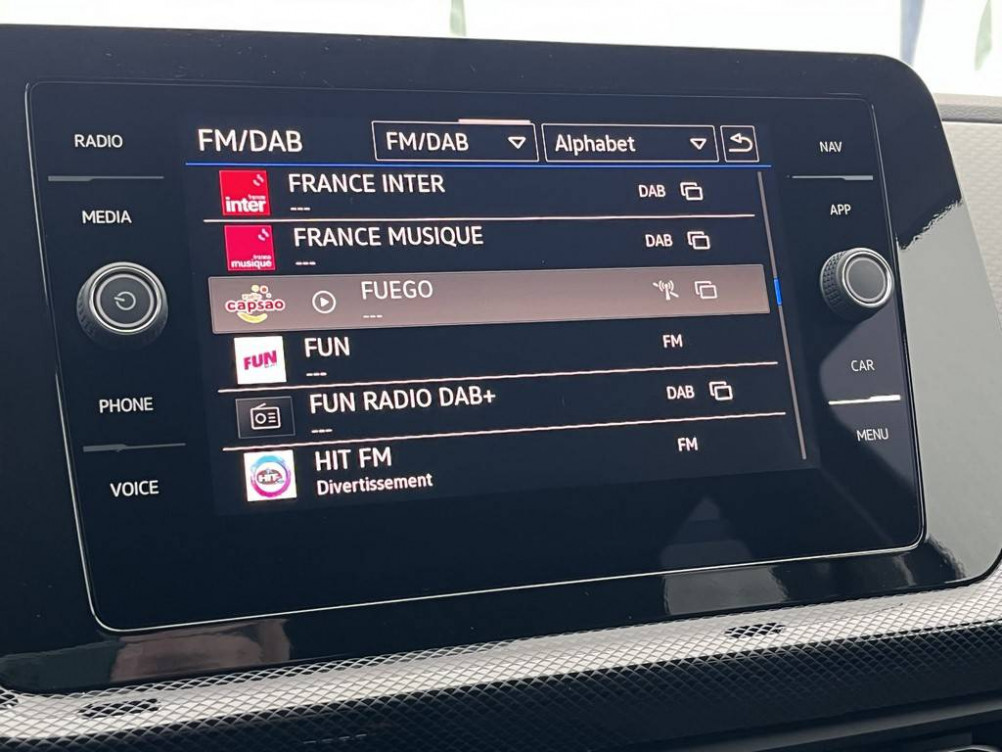 RADIO
MEDIA
PHONE
VOICE
FM/DAB
FM/DAB
Alphabet
inter
FRANCE INTER
---
DAB
musique
FRANCE MUSIQUE
---
DAB
capsao
FUEGO
---
FUN
FUN
---
FM
FUN RADIO DAB+
---
DAB
HIT
HIT FM
Divertissement
FM
NAV
APP
CAR
MENU